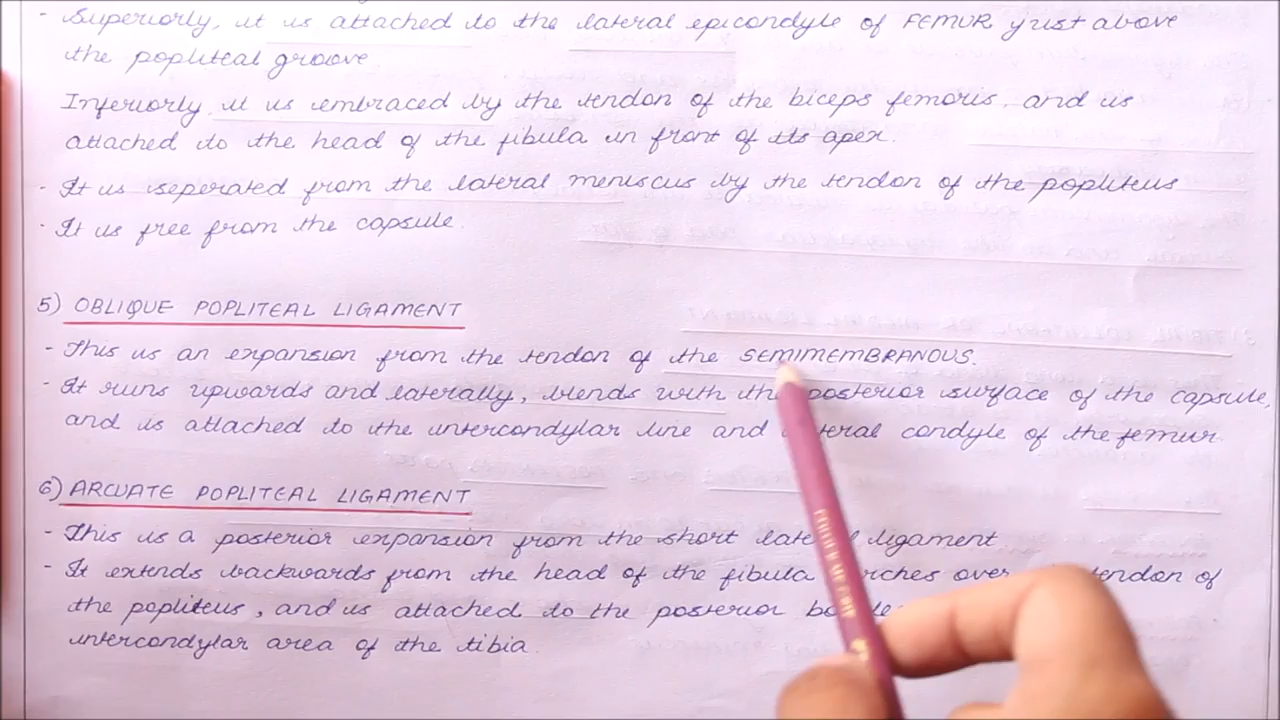 - Superiorly, it is attached to the lateral epicondyle of FEMUR just above
the popliteal groove.
Inferiorly, it is embraced by the tendon of the biceps femoris, and is
attached to the head of the fibula in front of its apex.
- It is seperated from the lateral meniscus by the tendon of the popliteus
- It is free from the capsule.
5) OBLIQUE POPLITEAL LIGAMENT
- This is an expansion from the tendon of the SEMIMEMBRANOUS.
- It runs upwards and laterally, blends with the posterior surface of the capsule,
and is attached to the intercondylar line and lateral condyle of the femur.
6) ARCUATE POPLITEAL LIGAMENT
- This is a posterior expansion from the short lateral ligament
- It extends backwards from the head of the fibula arches over tendon of
the popliteus, and is attached to the posterior
intercondylar area of the tibia.